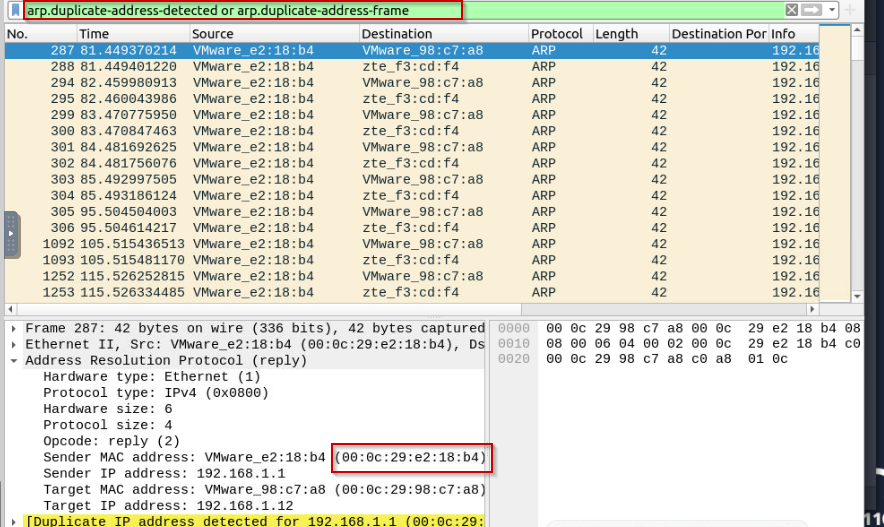 arp.duplicate-address-detected or arp.duplicate-address-frame
No. Time Source Destination Protocol Length Destination Por Info
287 81.449370214 VMware_e2:18:b4 VMware_98:c7:a8 ARP 42 192.16
288 81.449401220 VMware_e2:18:b4 zte_f3:cd:f4 ARP 42 192.16
294 82.459980913 VMware_e2:18:b4 VMware_98:c7:a8 ARP 42 192.16
295 82.460043986 VMware_e2:18:b4 zte_f3:cd:f4 ARP 42 192.16
299 83.470775950 VMware_e2:18:b4 VMware_98:c7:a8 ARP 42 192.16
300 83.470847463 VMware_e2:18:b4 zte_f3:cd:f4 ARP 42 192.16
301 84.481692625 VMware_e2:18:b4 VMware_98:c7:a8 ARP 42 192.16
302 84.481756076 VMware_e2:18:b4 zte_f3:cd:f4 ARP 42 192.16
303 85.492997505 VMware_e2:18:b4 VMware_98:c7:a8 ARP 42 192.16
304 85.493186124 VMware_e2:18:b4 zte_f3:cd:f4 ARP 42 192.16
305 95.504504003 VMware_e2:18:b4 VMware_98:c7:a8 ARP 42 192.16
306 95.504614217 VMware_e2:18:b4 zte_f3:cd:f4 ARP 42 192.16
1092 105.515436513 VMware_e2:18:b4 VMware_98:c7:a8 ARP 42 192.16
1093 105.515481170 VMware_e2:18:b4 zte_f3:cd:f4 ARP 42 192.16
1252 115.526252815 VMware_e2:18:b4 VMware_98:c7:a8 ARP 42 192.16
1253 115.526334485 VMware_e2:18:b4 zte_f3:cd:f4 ARP 42 192.16
Frame 287: 42 bytes on wire (336 bits), 42 bytes captured
Ethernet II, Src: VMware_e2:18:b4 (00:0c:29:e2:18:b4), Ds
Address Resolution Protocol (reply)
Hardware type: Ethernet (1)
Protocol type: IPv4 (0x0800)
Hardware size: 6
Protocol size: 4
Opcode: reply (2)
Sender MAC address: VMware_e2:18:b4 (00:0c:29:e2:18:b4)
Sender IP address: 192.168.1.1
Target MAC address: VMware_98:c7:a8 (00:0c:29:98:c7:a8)
Target IP address: 192.168.1.12
[Duplicate IP address detected for 192.168.1.1 (00:0c:29:
0000 00 0c 29 98 c7 a8 00 0c 29 e2 18 b4 08
0010 08 00 06 04 00 02 00 0c 29 e2 18 b4 c0
0020 00 0c 29 98 c7 a8 c0 a8 01 0c